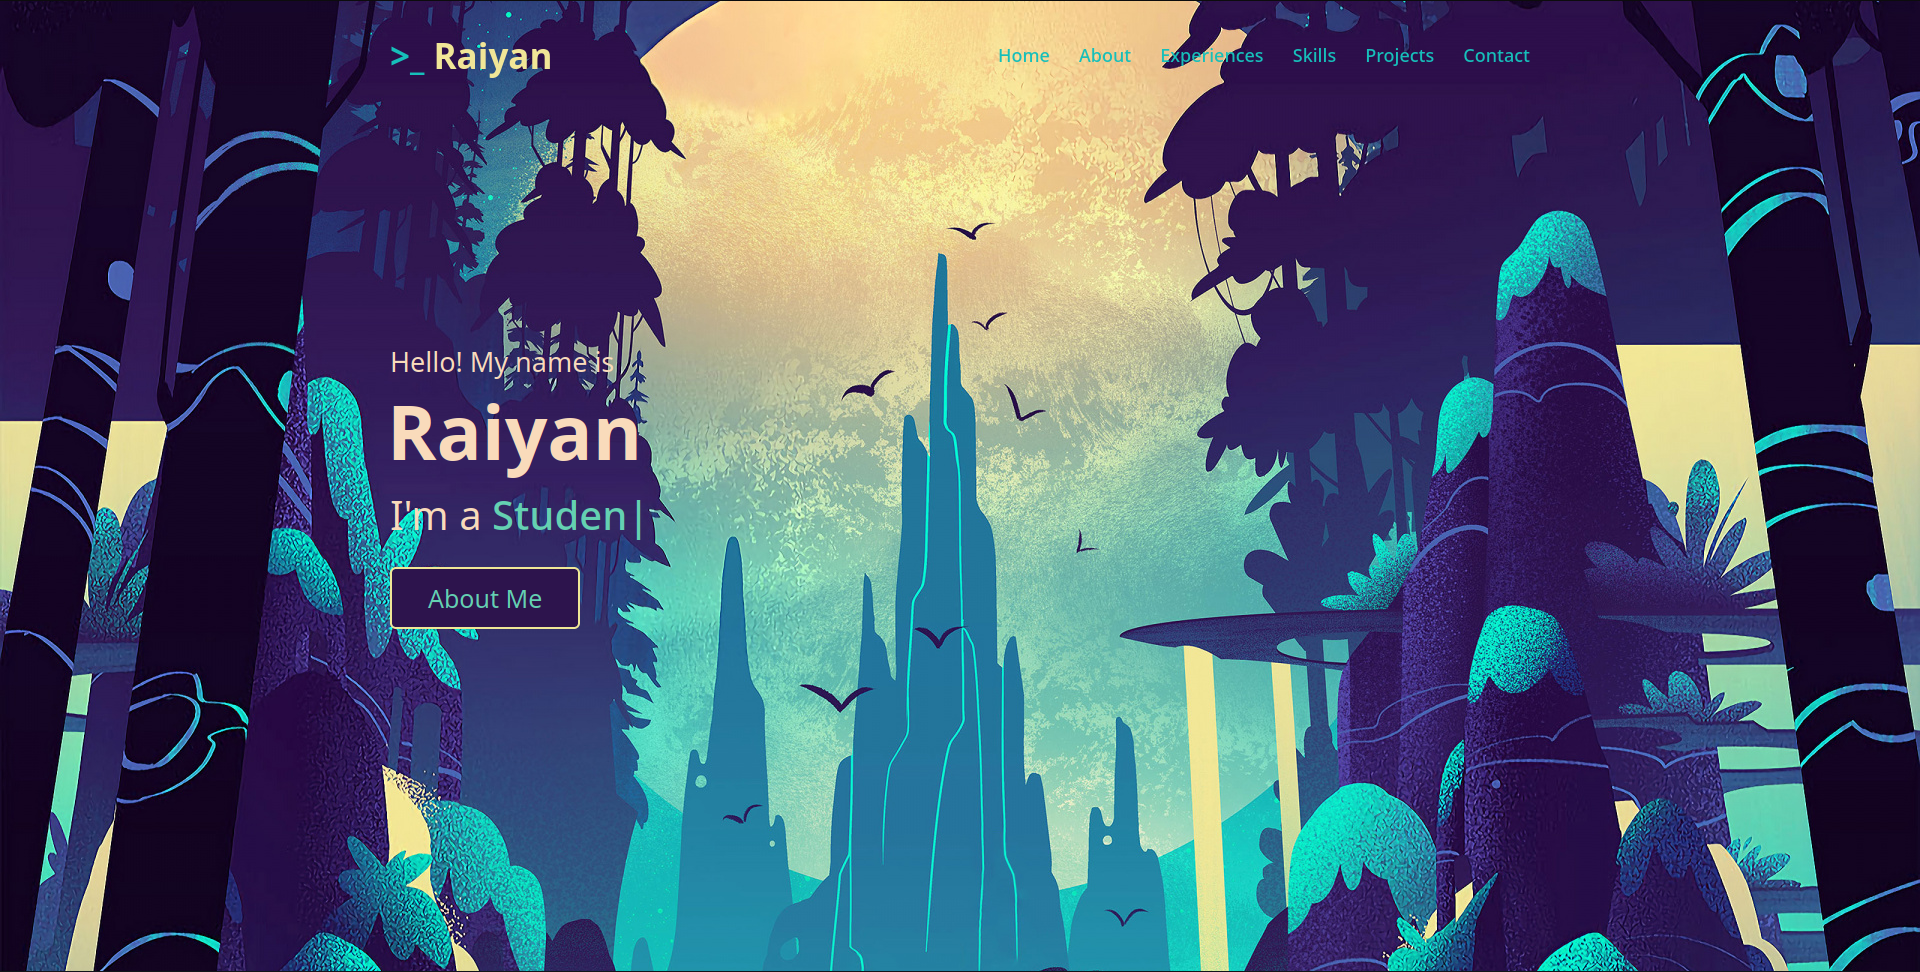 >_ Raiyan
Home About Experiences Skills Projects Contact
Hello! My name is
Raiyan
I'm a Studen|
About Me